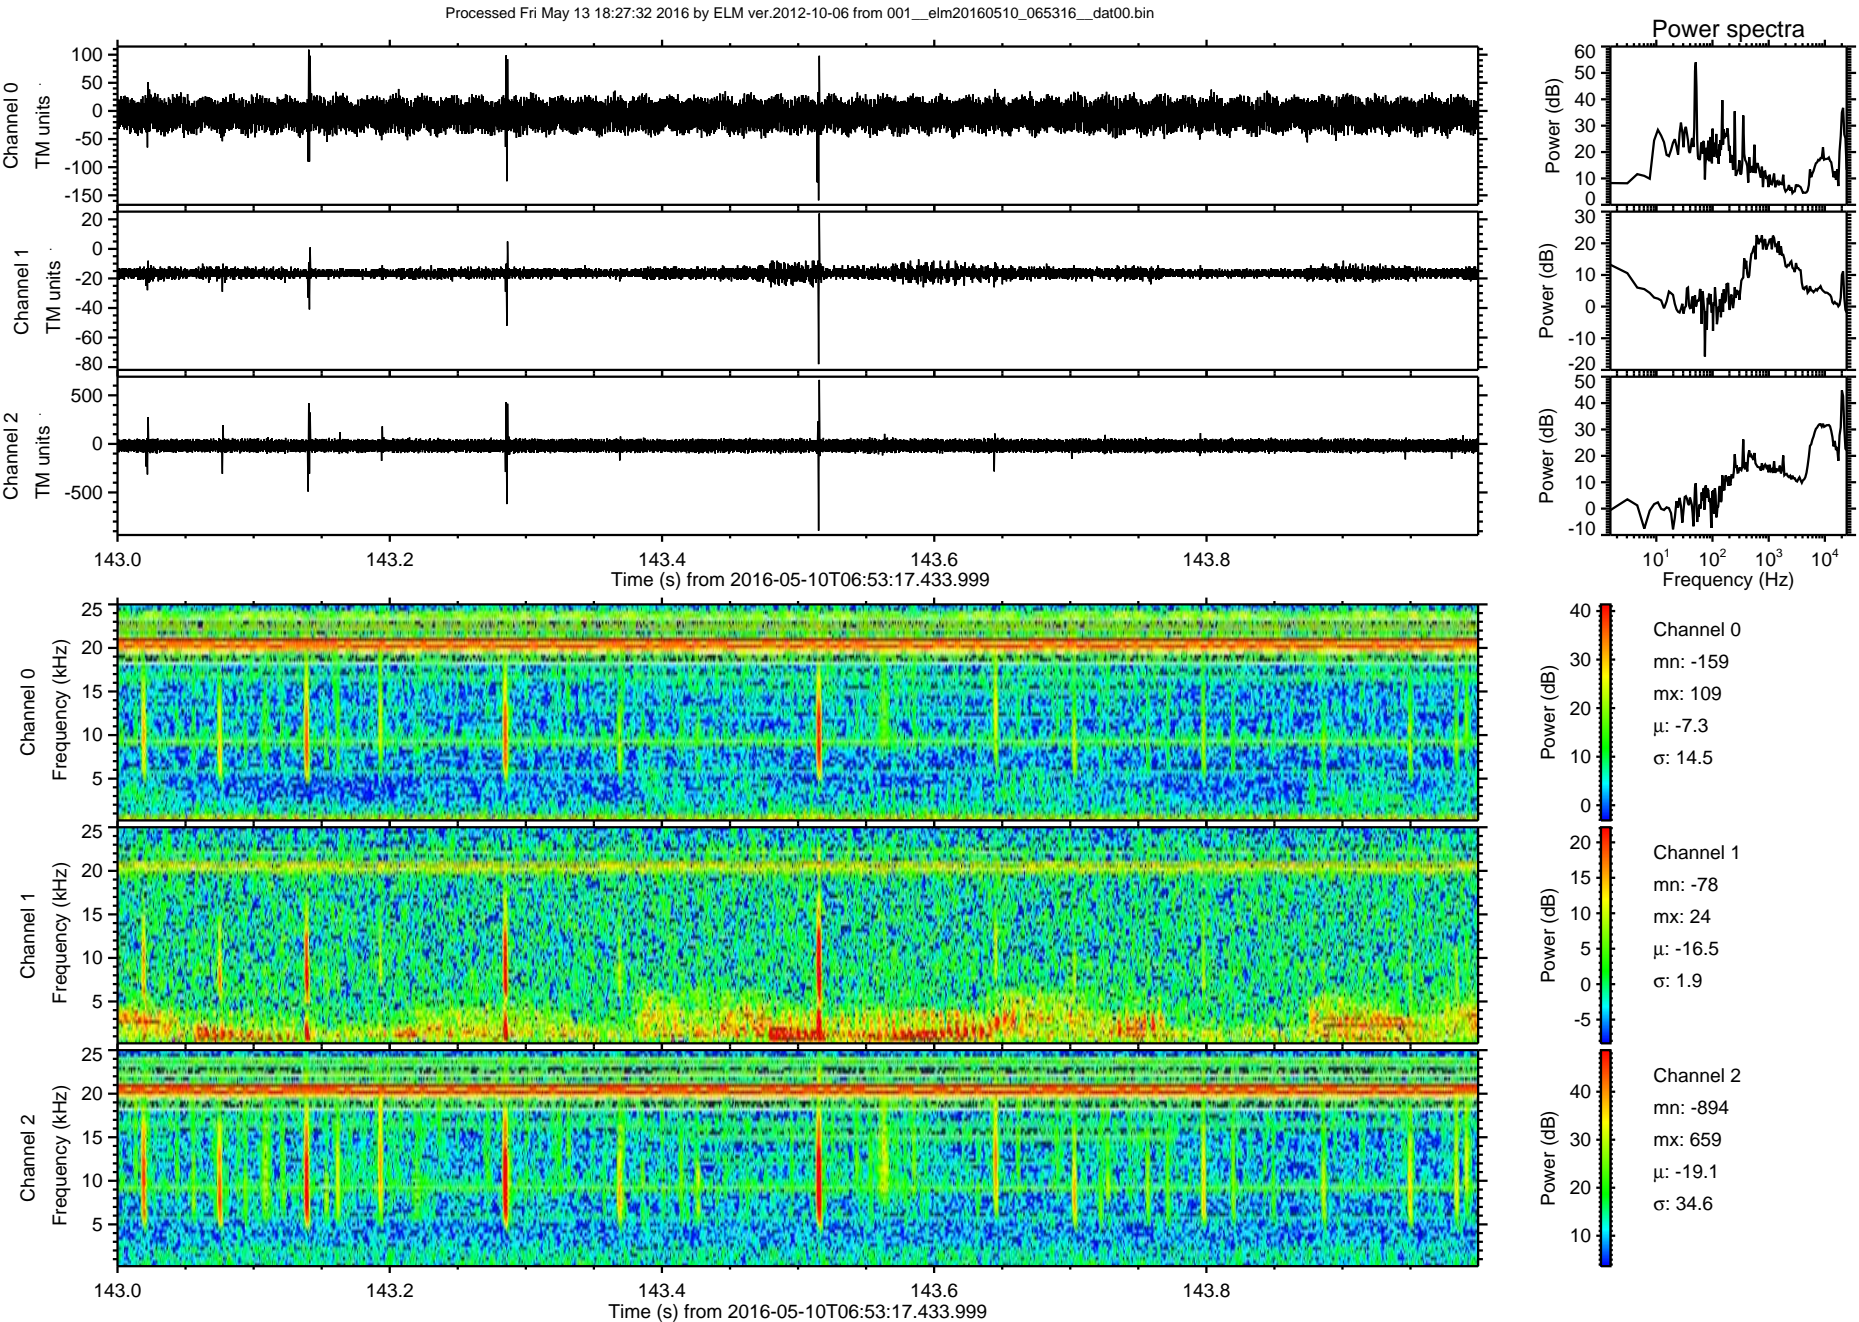 Processed Fri May 13 18:27:32 2016 by ELM ver.2012-10-06 from 001__elm20160510_065316__dat00.bin
Power spectra
Channel 0
TM units
100
50
0
-50
-100
-150
Power (dB)
60
50
40
30
20
10
0
Channel 1
TM units
20
0
-20
-40
-60
-80
Power (dB)
30
20
10
0
-10
-20
Channel 2
TM units
500
0
-500
Power (dB)
50
40
30
20
10
0
-10
143.0 143.2 143.4 143.6 143.8
Time (s) from 2016-05-10T06:53:17.433.999
10¹ 10² 10³ 10⁴
Frequency (Hz)
Channel 0
Frequency (kHz)
25
20
15
10
5
Power (dB)
40
30
20
10
0
Channel 0
mn: -159
mx: 109
μ: -7.3
σ: 14.5
Channel 1
Frequency (kHz)
25
20
15
10
5
Power (dB)
20
15
10
5
0
-5
Channel 1
mn: -78
mx: 24
μ: -16.5
σ: 1.9
Channel 2
Frequency (kHz)
25
20
15
10
5
Power (dB)
40
30
20
10
Channel 2
mn: -894
mx: 659
μ: -19.1
σ: 34.6
143.0 143.2 143.4 143.6 143.8
Time (s) from 2016-05-10T06:53:17.433.999